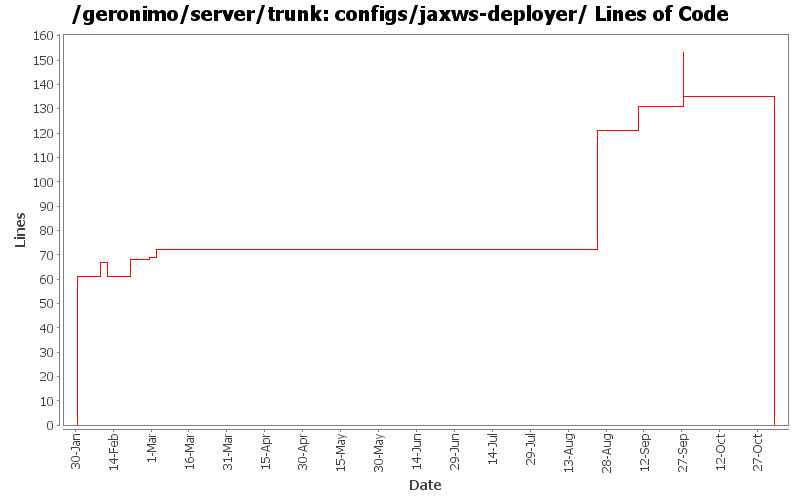 /geronimo/server/trunk: configs/jaxws-deployer/ Lines of Code
160
150
140
130
120
110
100
90
80
70
60
50
40
30
20
10
0
Lines
30-Jan
14-Feb
1-Mar
16-Mar
31-Mar
15-Apr
30-Apr
15-May
30-May
14-Jun
29-Jun
14-Jul
29-Jul
13-Aug
28-Aug
12-Sep
27-Sep
12-Oct
27-Oct
Date